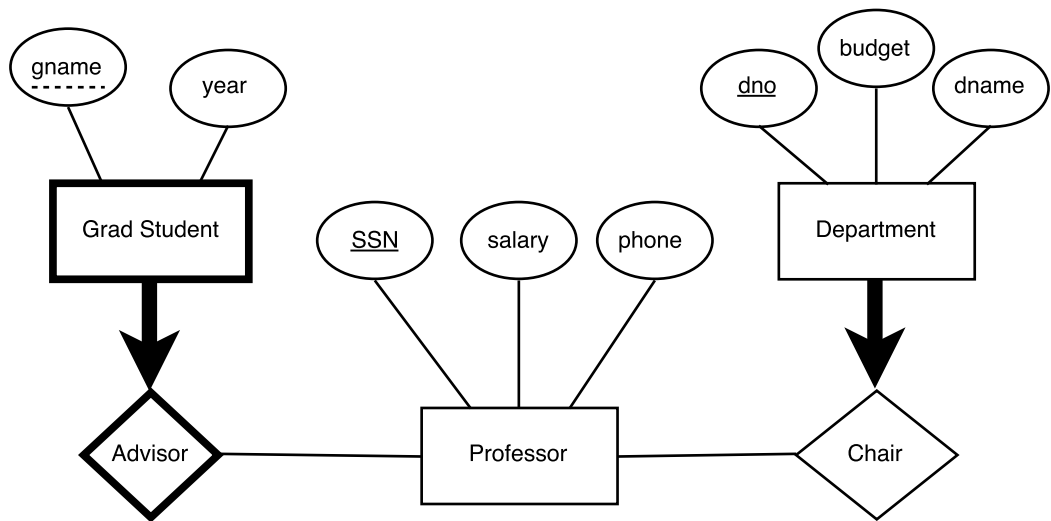 gname
year
dno
budget
dname
Grad Student
SSN
salary
phone
Department
Advisor
Professor
Chair